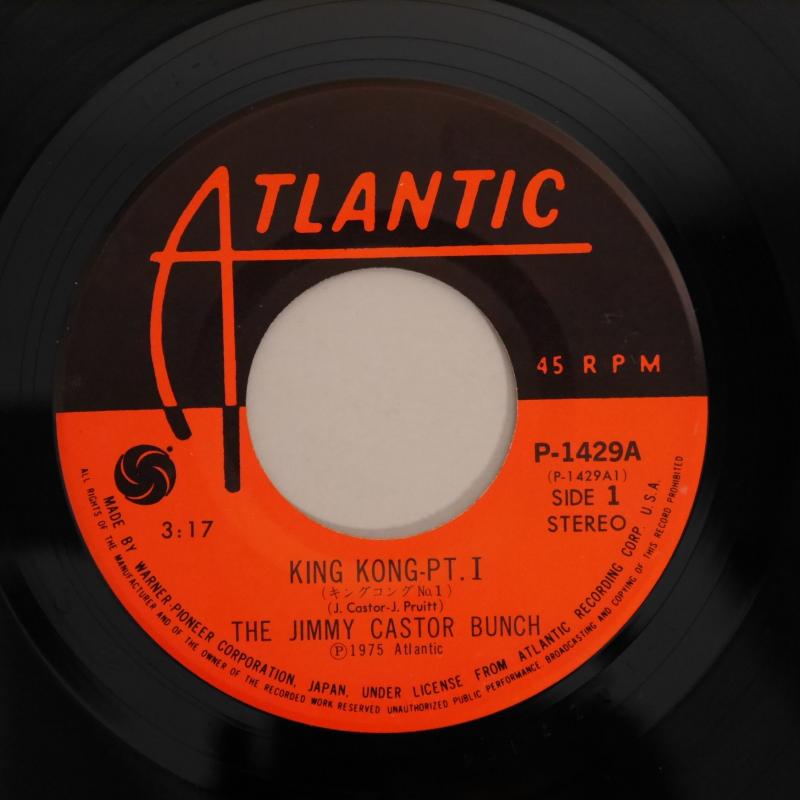 ATLANTIC
45 RPM
P-1429A
(P-1429A1)
SIDE 1
STEREO
3:17
KING KONG-PT. I
(キングコング No.1)
(J. Castor-J. Pruitt)
THE JIMMY CASTOR BUNCH
Ⓟ1975 Atlantic
MADE BY WARNER-PIONEER CORPORATION, JAPAN, UNDER LICENSE FROM ATLANTIC RECORDING CORP. U.S.A.
ALL RIGHTS OF THE MANUFACTURER AND OF THE OWNER OF THE RECORDED WORK RESERVED UNAUTHORIZED PUBLIC PERFORMANCE, BROADCASTING AND COPYING OF THIS RECORD PROHIBITED